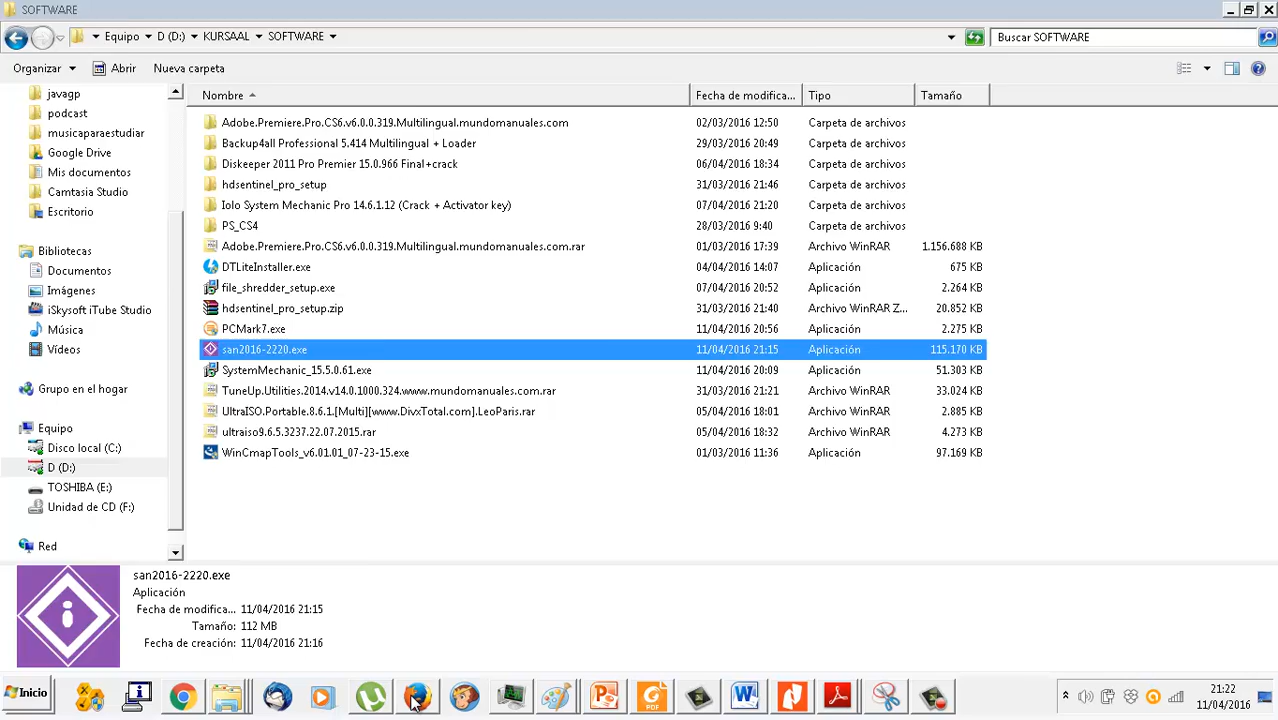 SOFTWARE
Equipo D (D:) KURSAAL SOFTWARE
Buscar SOFTWARE
Organizar Abrir Nueva carpeta
javagp
podcast
musicaparaestudiar
Google Drive
Mis documentos
Camtasia Studio
Escritorio
Bibliotecas
Documentos
Imágenes
iSkysoft iTube Studio
Música
Vídeos
Grupo en el hogar
Equipo
Disco local (C:)
D (D:)
TOSHIBA (E:)
Unidad de CD (F:)
Red
Nombre Fecha de modifica... Tipo Tamaño
Adobe.Premiere.Pro.CS6.v6.0.0.319.Multilingual.mundomanuales.com 02/03/2016 12:50 Carpeta de archivos
Backup4all Professional 5.414 Multilingual + Loader 29/03/2016 20:49 Carpeta de archivos
Diskeeper 2011 Pro Premier 15.0.966 Final+crack 06/04/2016 18:34 Carpeta de archivos
hdsentinel_pro_setup 31/03/2016 21:46 Carpeta de archivos
Iolo System Mechanic Pro 14.6.1.12 (Crack + Activator key) 07/04/2016 21:20 Carpeta de archivos
PS_CS4 28/03/2016 9:40 Carpeta de archivos
Adobe.Premiere.Pro.CS6.v6.0.0.319.Multilingual.mundomanuales.com.rar 01/03/2016 17:39 Archivo WinRAR 1.156.688 KB
DTLiteInstaller.exe 04/04/2016 14:07 Aplicación 675 KB
file_shredder_setup.exe 07/04/2016 20:52 Aplicación 2.264 KB
hdsentinel_pro_setup.zip 31/03/2016 21:40 Archivo WinRAR Z... 20.852 KB
PCMark7.exe 11/04/2016 20:56 Aplicación 2.275 KB
san2016-2220.exe 11/04/2016 21:15 Aplicación 115.170 KB
SystemMechanic_15.5.0.61.exe 11/04/2016 20:09 Aplicación 51.303 KB
TuneUp.Utilities.2014.v14.0.1000.324.www.mundomanuales.com.rar 31/03/2016 21:21 Archivo WinRAR 33.024 KB
UltraISO.Portable.8.6.1.[Multi][www.DivxTotal.com].LeoParis.rar 05/04/2016 18:01 Archivo WinRAR 2.885 KB
ultraiso9.6.5.3237.22.07.2015.rar 05/04/2016 18:32 Archivo WinRAR 4.273 KB
WinCmapTools_v6.01.01_07-23-15.exe 01/03/2016 11:36 Aplicación 97.169 KB
san2016-2220.exe
Aplicación
Fecha de modifica... 11/04/2016 21:15
Tamaño: 112 MB
Fecha de creación: 11/04/2016 21:16
Inicio
PDF
21:22
11/04/2016